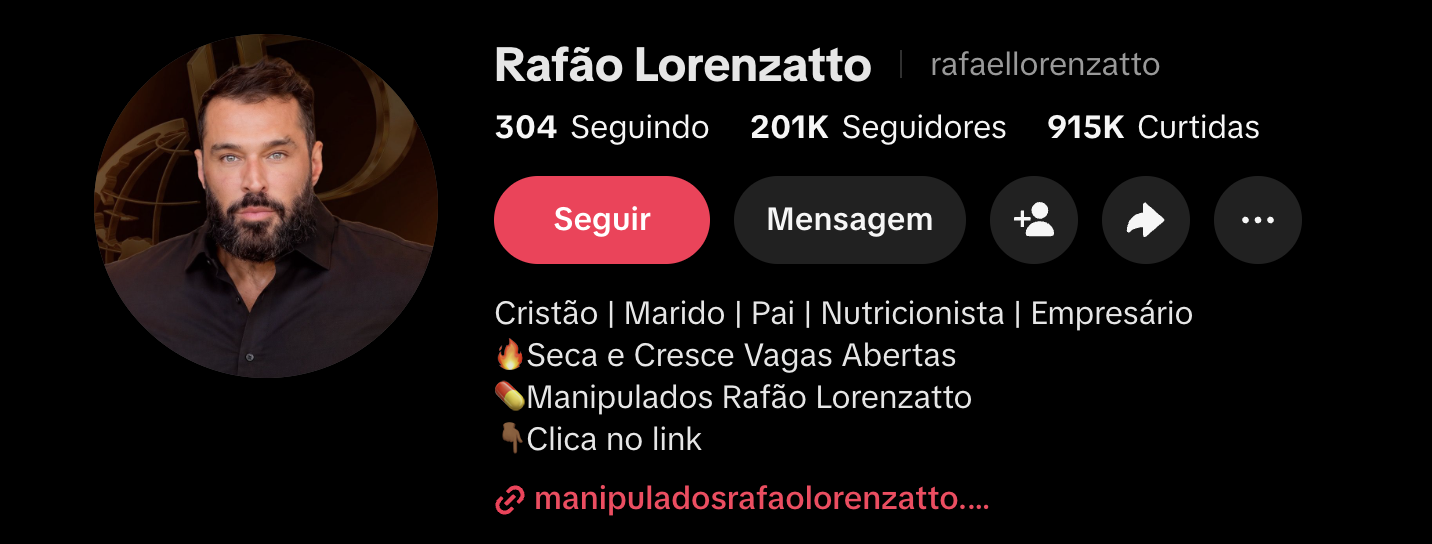 Rafão Lorenzatto rafaellorenzatto
304 Seguindo 201K Seguidores 915K Curtidas
Seguir Mensagem
Cristão | Marido | Pai | Nutricionista | Empresário
🔥Seca e Cresce Vagas Abertas
💊Manipulados Rafão Lorenzatto
👇🏾Clica no link
manipuladosrafaolorenzatto....